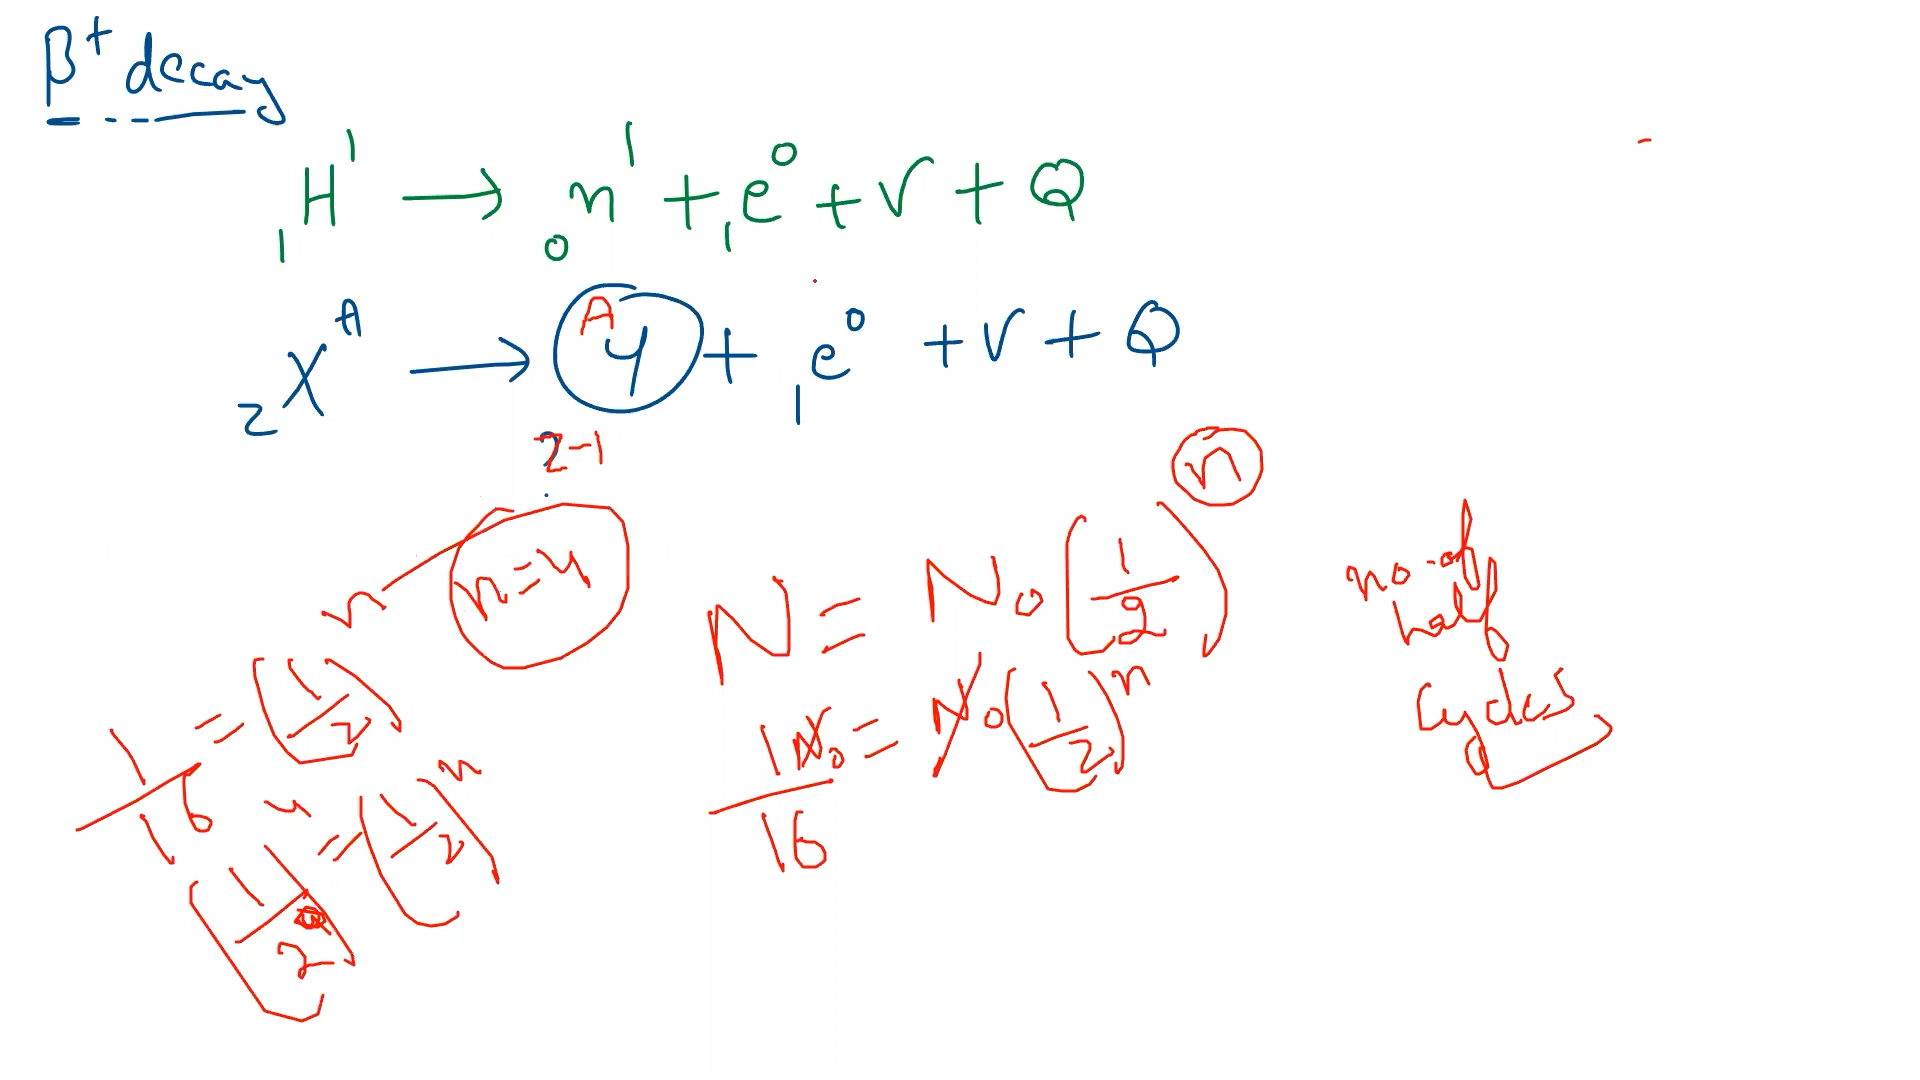 β⁺ decay
₁H¹ → ₀n¹ + ₁e⁰ + ν + Q
zXᴬ → ᴬY + ₁e⁰ + ν + Q
z-1
n
n=4
N = N₀(1/2)ⁿ
no. of
half
cycles
1N₀/16 = N₀(1/2)ⁿ
1/16 = (1/2)ⁿ
(1/2)⁴ = (1/2)ⁿ